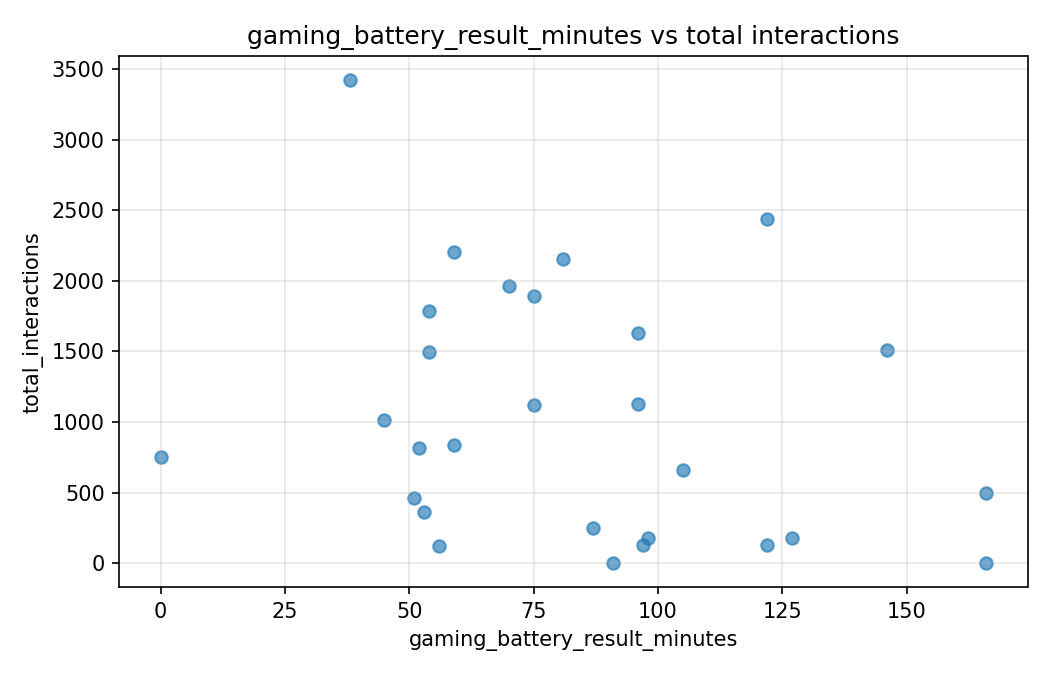 gaming_battery_result_minutes vs total interactions
3500
3000
2500
2000
1500
1000
500
0
total_interactions
0 25 50 75 100 125 150
gaming_battery_result_minutes